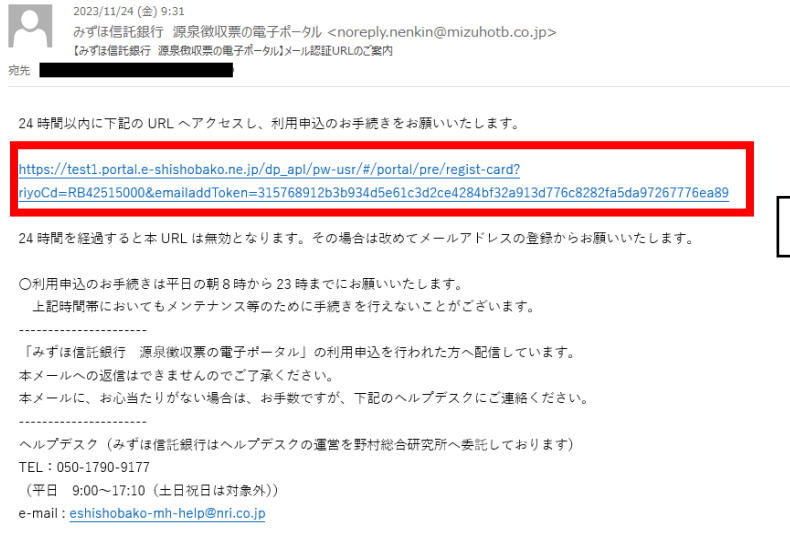 2023/11/24 (金) 9:31
みずほ信託銀行 源泉徴収票の電子ポータル <noreply.nenkin@mizuhotb.co.jp>
【みずほ信託銀行 源泉徴収票の電子ポータル】メール認証URLのご案内
宛先
24 時間以内に下記の URL へアクセスし、利用申込のお手続きをお願いいたします。
https://test1.portal.e-shishobako.ne.jp/dp_apl/pw-usr/#/portal/pre/regist-card?
riyoCd=RB42515000&emailaddToken=315768912b3b934d5e61c3d2ce4284bf32a913d776c8282fa5da97267776ea89
24 時間を経過すると本 URL は無効となります。その場合は改めてメールアドレスの登録からお願いいたします。
〇利用申込のお手続きは平日の朝８時から 23 時までにお願いいたします。
上記時間帯においてもメンテナンス等のために手続きを行えないことがございます。
----------------------
「みずほ信託銀行 源泉徴収票の電子ポータル」の利用申込を行われた方へ配信しています。
本メールへの返信はできませんのでご了承ください。
本メールに、お心当たりがない場合は、お手数ですが、下記のヘルプデスクにご連絡ください。
----------------------
ヘルプデスク（みずほ信託銀行はヘルプデスクの運営を野村総合研究所へ委託しております）
TEL：050-1790-9177
（平日 9:00～17:10（土日祝日は対象外））
e-mail : eshishobako-mh-help@nri.co.jp